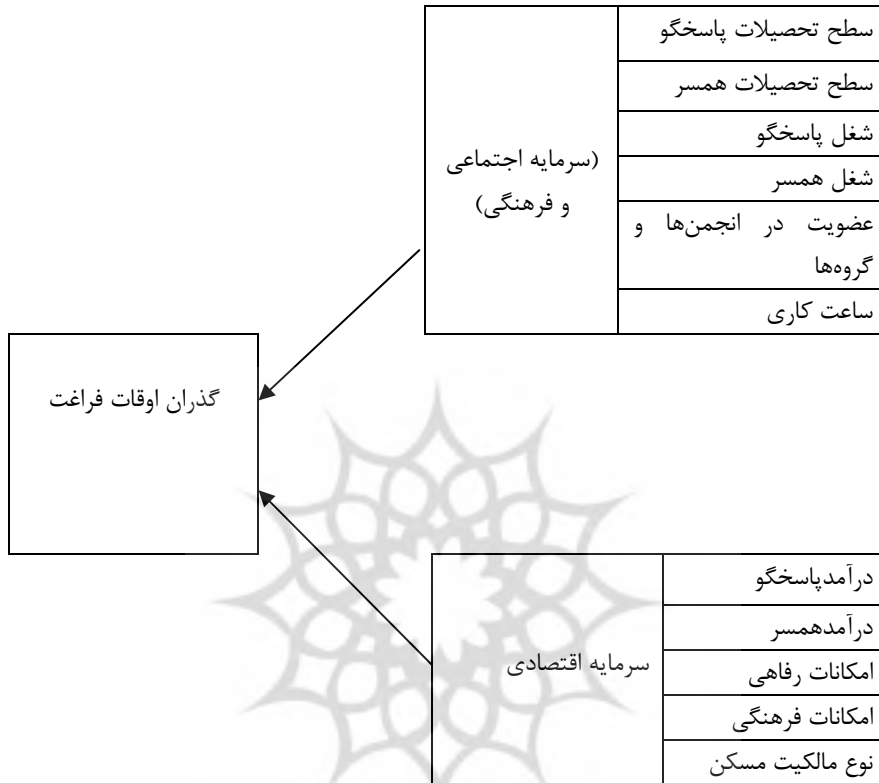 سطح تحصیلات پاسخگو
سطح تحصیلات همسر
شغل پاسخگو
شغل همسر
عضویت در انجمن‌ها و
گروه‌ها
ساعت کاری
(سرمایه اجتماعی
و فرهنگی)
گذران اوقات فراغت
درآمدپاسخگو
درآمدهمسر
امکانات رفاهی
امکانات فرهنگی
نوع مالکیت مسکن
سرمایه اقتصادی